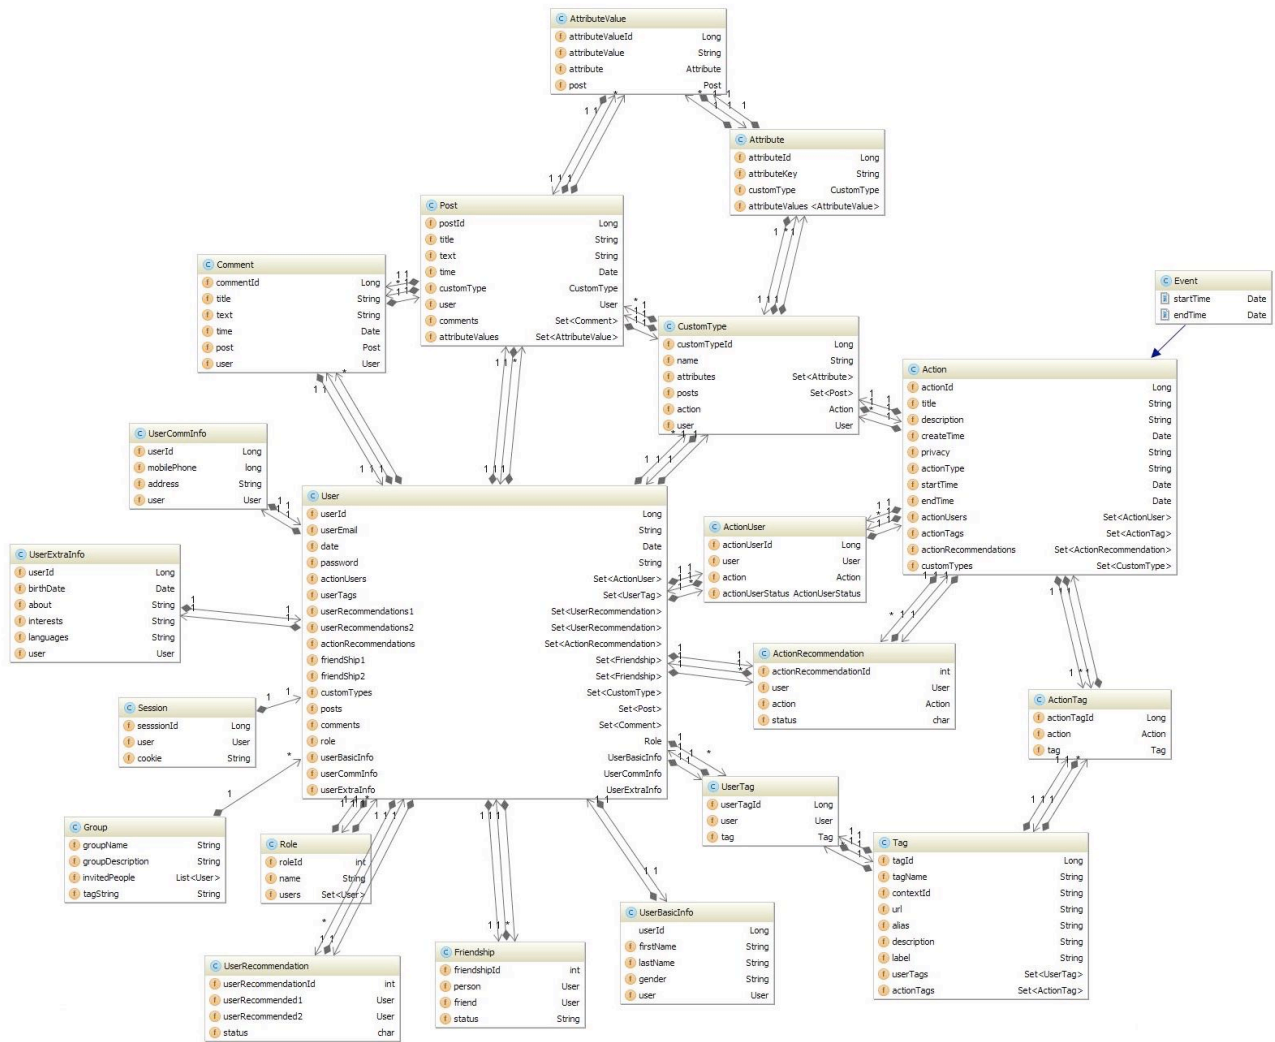 AttributeValue
attributeValueId Long
attributeValue String
attribute Attribute
post Post
Attribute
attributeId Long
attributeKey String
customType CustomType
attributeValues <AttributeValue>
Post
postId Long
title String
text String
time Date
customType CustomType
user User
comments Set<Comment>
attributeValues Set<AttributeValue>
Comment
commentId Long
title String
text String
time Date
post Post
user User
Event
startTime Date
endTime Date
CustomType
customTypeId Long
name String
attributes Set<Attribute>
posts Set<Post>
action Action
user User
Action
actionId Long
title String
description String
createTime Date
privacy String
actionType String
startTime Date
endTime Date
actionUsers Set<ActionUser>
actionTags Set<ActionTag>
actionRecommendations Set<ActionRecommendation>
customTypes Set<CustomType>
UserCommInfo
userId Long
mobilePhone long
address String
user User
User
userId Long
userEmail String
date Date
password String
actionUsers Set<ActionUser>
userTags Set<UserTag>
userRecommendations1 Set<UserRecommendation>
userRecommendations2 Set<UserRecommendation>
actionRecommendations Set<ActionRecommendation>
friendShip1 Set<Friendship>
friendShip2 Set<Friendship>
customTypes Set<CustomType>
posts Set<Post>
comments Set<Comment>
role Role
userBasicInfo UserBasicInfo
userCommInfo UserCommInfo
userExtraInfo UserExtraInfo
ActionUser
actionUserId Long
user User
action Action
actionUserStatus ActionUserStatus
UserExtraInfo
userId Long
birthDate Date
about String
interests String
languages String
user User
ActionRecommendation
actionRecommendationId int
user User
action Action
status char
Session
sesssionId Long
user User
cookie String
ActionTag
actionTagId Long
action Action
tag Tag
UserTag
userTagId Long
user User
tag Tag
Group
groupName String
groupDescription String
invitedPeople List<User>
tagString String
Role
roleId int
name String
users Set<User>
Tag
tagId Long
tagName String
contextId String
url String
alias String
description String
label String
userTags Set<UserTag>
actionTags Set<ActionTag>
UserBasicInfo
userId Long
firstName String
lastName String
gender String
user User
Friendship
friendshipId int
person User
friend User
status String
UserRecommendation
userRecommendationId int
userRecommended1 User
userRecommended2 User
status char